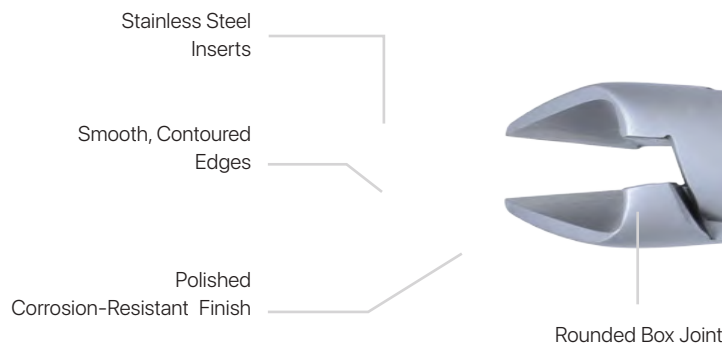 Stainless Steel
Inserts
Smooth, Contoured
Edges
Polished
Corrosion-Resistant Finish
Rounded Box Joint